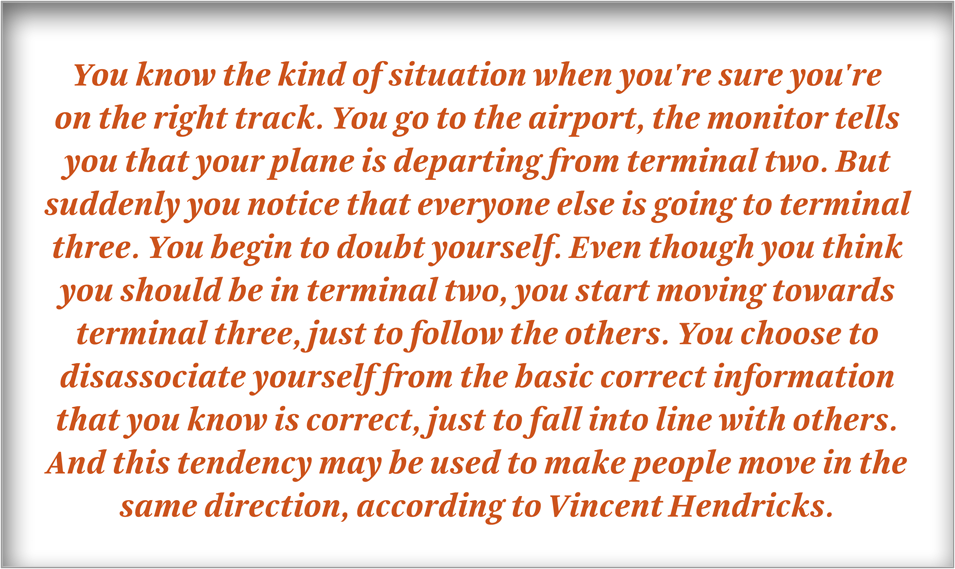 You know the kind of situation when you're sure you're
on the right track. You go to the airport, the monitor tells
you that your plane is departing from terminal two. But
suddenly you notice that everyone else is going to terminal
three. You begin to doubt yourself. Even though you think
you should be in terminal two, you start moving towards
terminal three, just to follow the others. You choose to
disassociate yourself from the basic correct information
that you know is correct, just to fall into line with others.
And this tendency may be used to make people move in the
same direction, according to Vincent Hendricks.